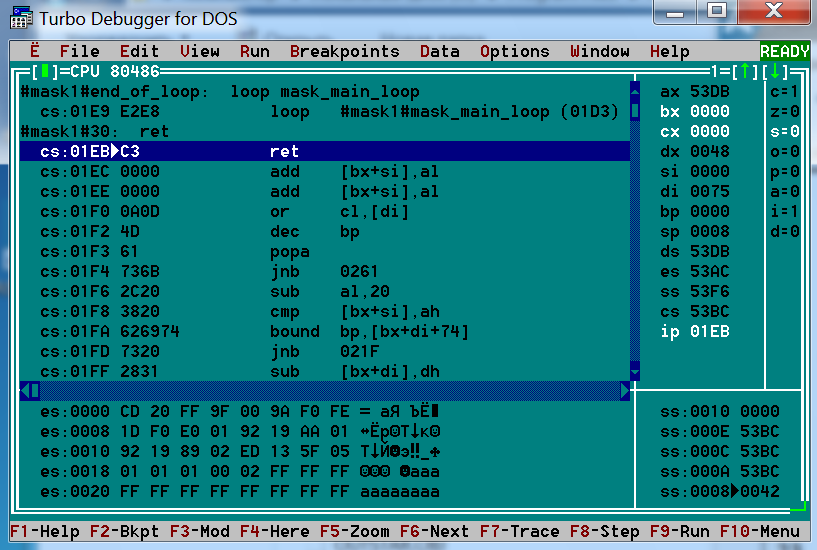 Turbo Debugger for DOS
Ë File Edit View Run Breakpoints Data Options Window Help READY
[▮]=CPU 80486 1=[↑][↓]
#mask1#end_of_loop: loop mask_main_loop
cs:01E9 E2E8 loop #mask1#mask_main_loop (01D3)
#mask1#30: ret
cs:01EB▶C3 ret
cs:01EC 0000 add [bx+si],al
cs:01EE 0000 add [bx+si],al
cs:01F0 0A0D or cl,[di]
cs:01F2 4D dec bp
cs:01F3 61 popa
cs:01F4 736B jnb 0261
cs:01F6 2C20 sub al,20
cs:01F8 3820 cmp [bx+si],ah
cs:01FA 626974 bound bp,[bx+di+74]
cs:01FD 7320 jnb 021F
cs:01FF 2831 sub [bx+di],dh
ax 53DB c=1
bx 0000 z=0
cx 0000 s=0
dx 0048 o=0
si 0000 p=0
di 0075 a=0
bp 0000 i=1
sp 0008 d=0
ds 53DB
es 53AC
ss 53F6
cs 53BC
ip 01EB
es:0000 CD 20 FF 9F 00 9A F0 FE = аЯ ЪЁ■
es:0008 1D F0 E0 01 92 19 AA 01 ↔Ёр☺Т↓к☺
es:0010 92 19 89 02 ED 13 5F 05 Т↓Й☻э‼_♣
es:0018 01 01 01 00 02 FF FF FF ☺☺☺ ☻aaa
es:0020 FF FF FF FF FF FF FF FF aaaaaaaa
ss:0010 0000
ss:000E 53BC
ss:000C 53BC
ss:000A 53BC
ss:0008▶0042
F1-Help F2-Bkpt F3-Mod F4-Here F5-Zoom F6-Next F7-Trace F8-Step F9-Run F10-Menu